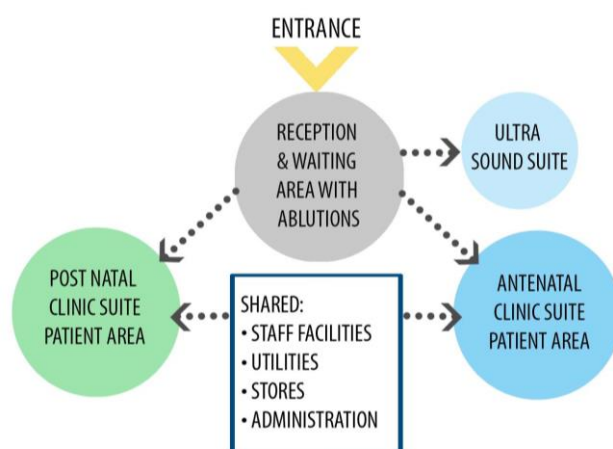 ENTRANCE
RECEPTION
& WAITING
AREA WITH
ABLUTIONS
ULTRA
SOUND SUITE
POST NATAL
CLINIC SUITE
PATIENT AREA
SHARED:
• STAFF FACILITIES
• UTILITIES
• STORES
• ADMINISTRATION
ANTENATAL
CLINIC SUITE
PATIENT AREA